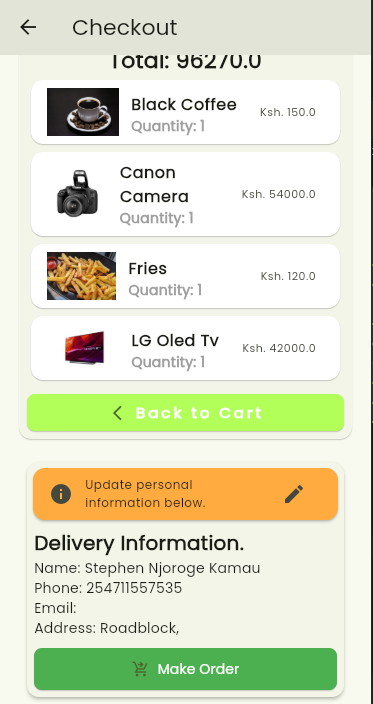 Checkout
Total: 96270.0
Black Coffee
Ksh. 150.0
Quantity: 1
Canon
Camera
Ksh. 54000.0
Quantity: 1
Fries
Ksh. 120.0
Quantity: 1
LG Oled Tv
Ksh. 42000.0
Quantity: 1
Back to Cart
Update personal
information below.
Delivery Information.
Name: Stephen Njoroge Kamau
Phone: 254711557535
Email:
Address: Roadblock,
Make Order